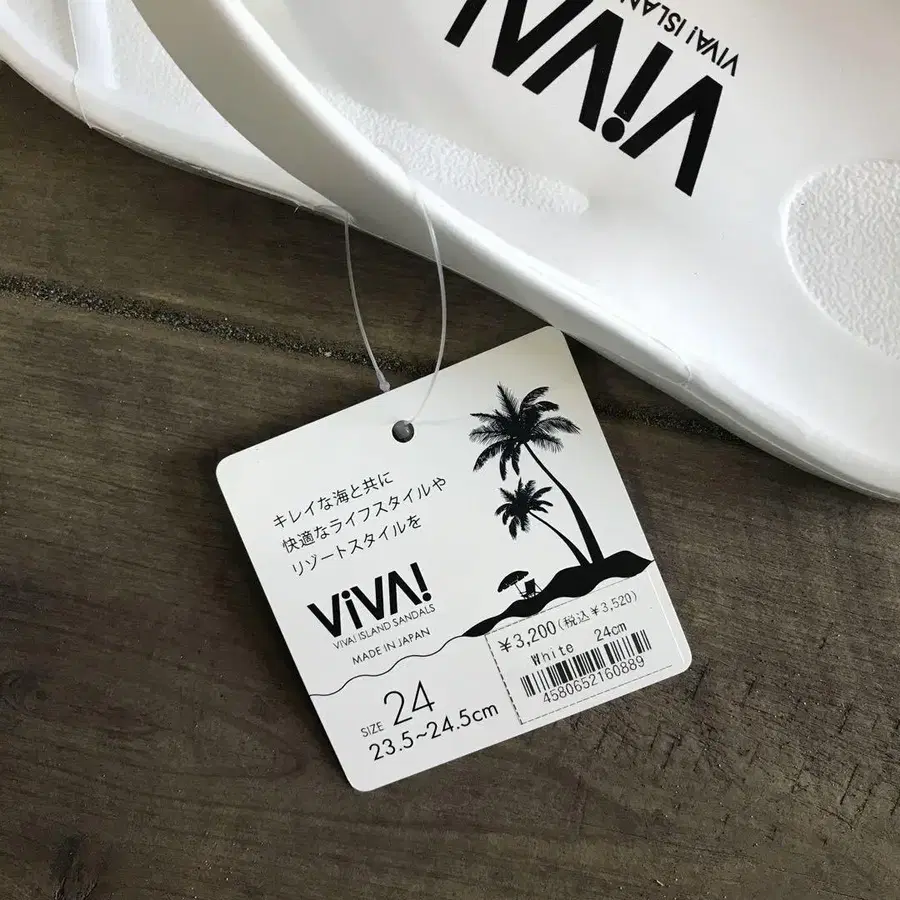 ViVA!
VIVA! ISLAN
キレイな海と共に
快適なライフスタイルや
リゾートスタイルを
ViVA!
VIVA! ISLAND SANDALS
MADE IN JAPAN
SIZE 24
23.5~24.5cm
¥3,200(税込¥3,520)
White 24cm
4580652160889